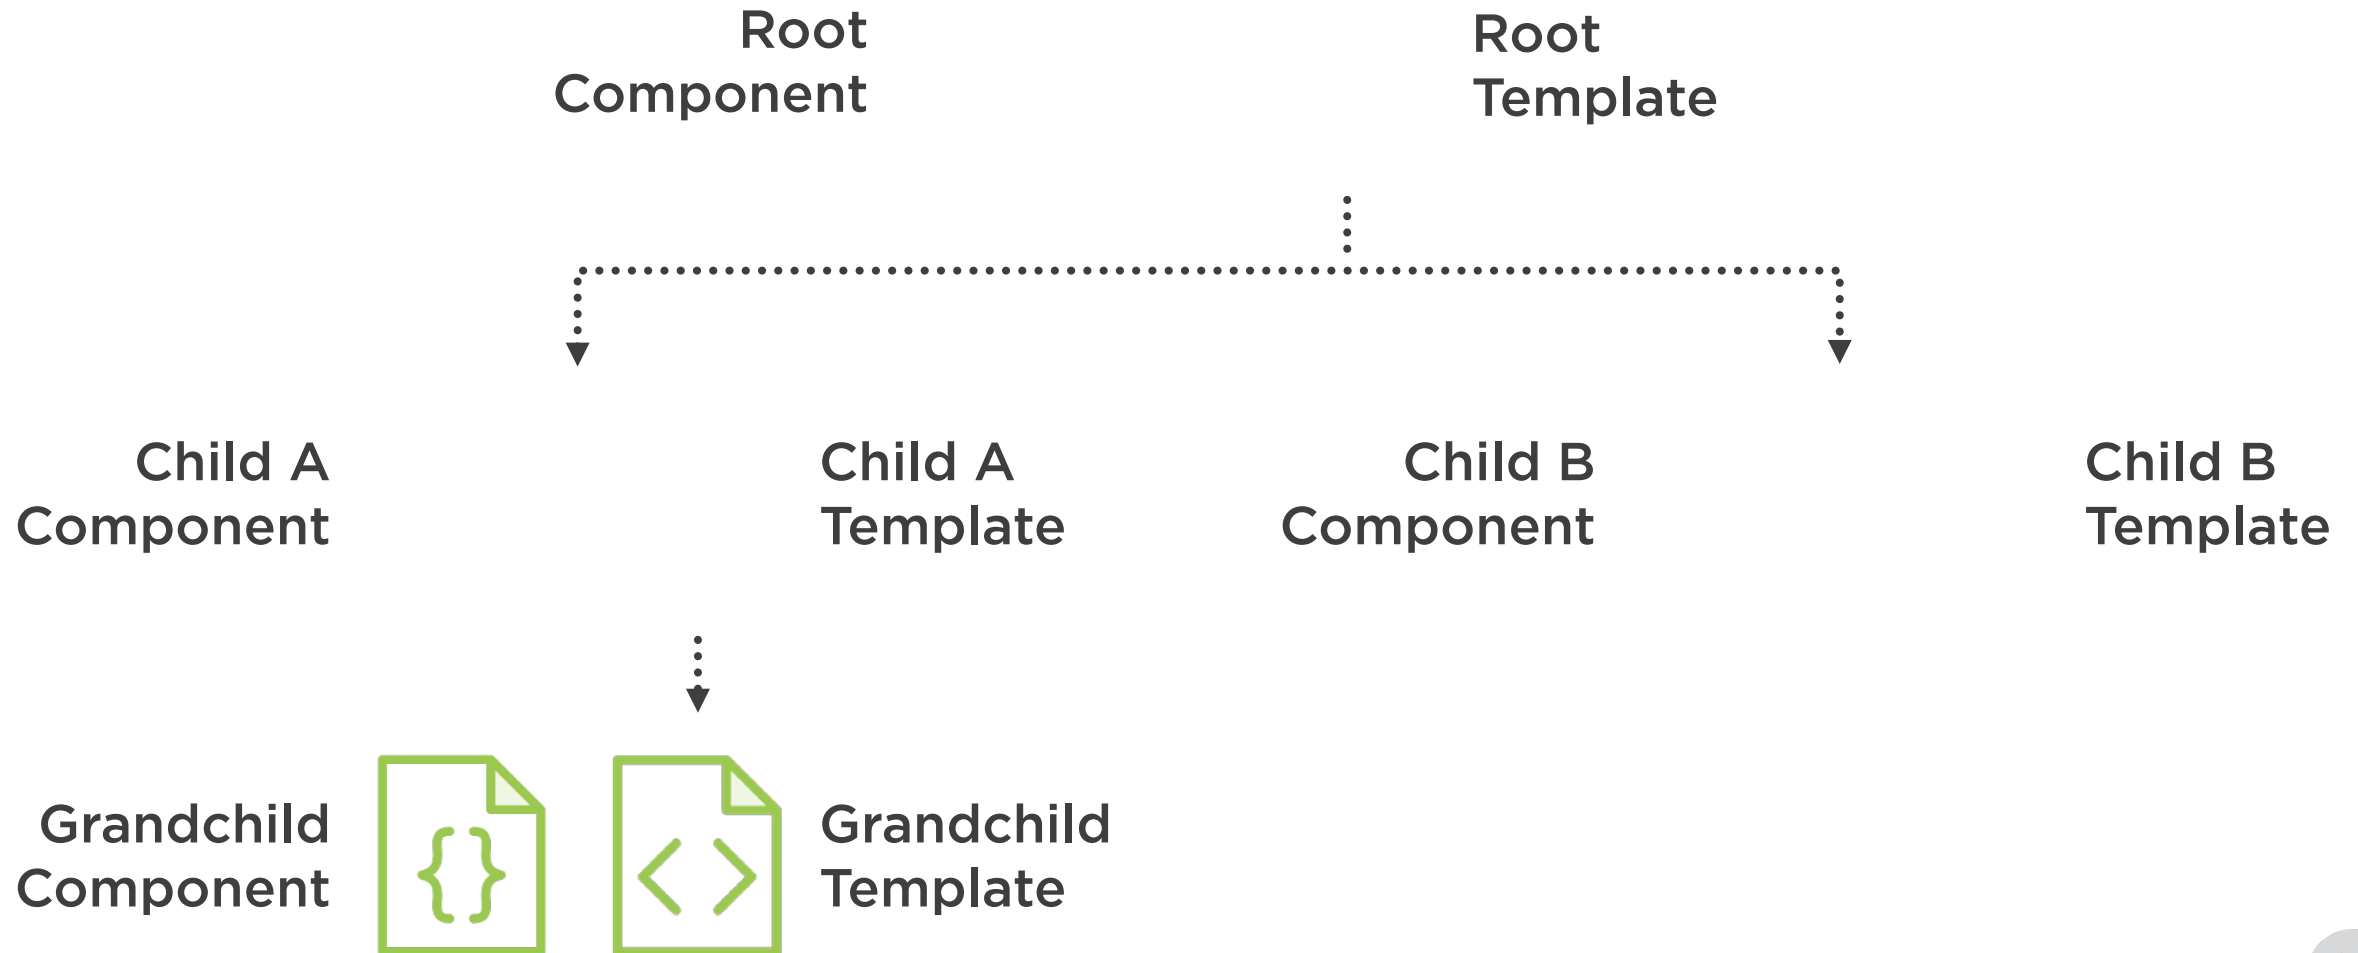 Root
Component
Root
Template
Child A
Component
Child A
Template
Child B
Component
Child B
Template
Grandchild
Component
{}
<>
Grandchild
Template